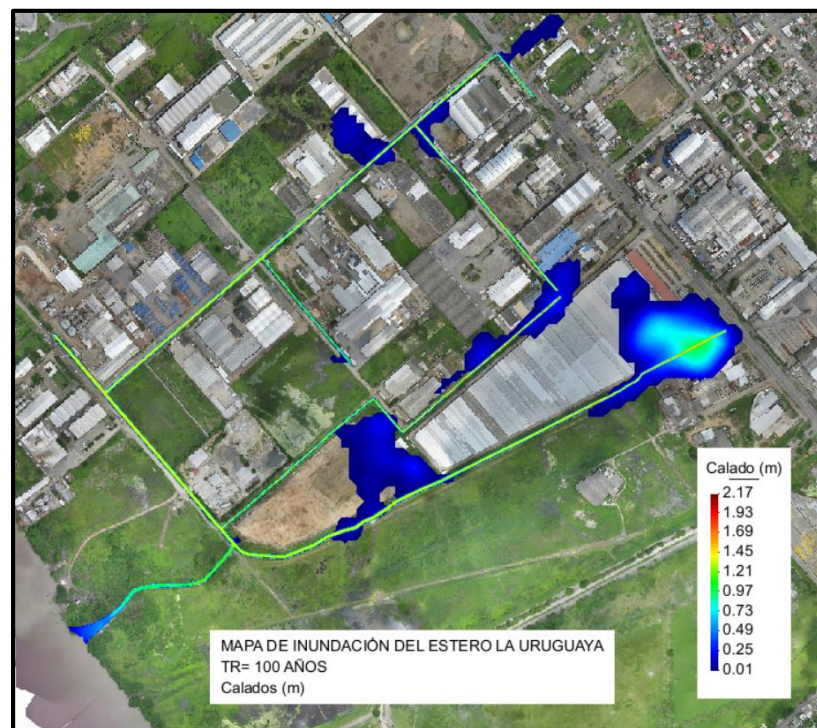 Calado (m)
2.17
1.93
1.69
1.45
1.21
0.97
0.73
0.49
0.25
0.01
MAPA DE INUNDACIÓN DEL ESTERO LA URUGUAYA
TR= 100 AÑOS
Calados (m)